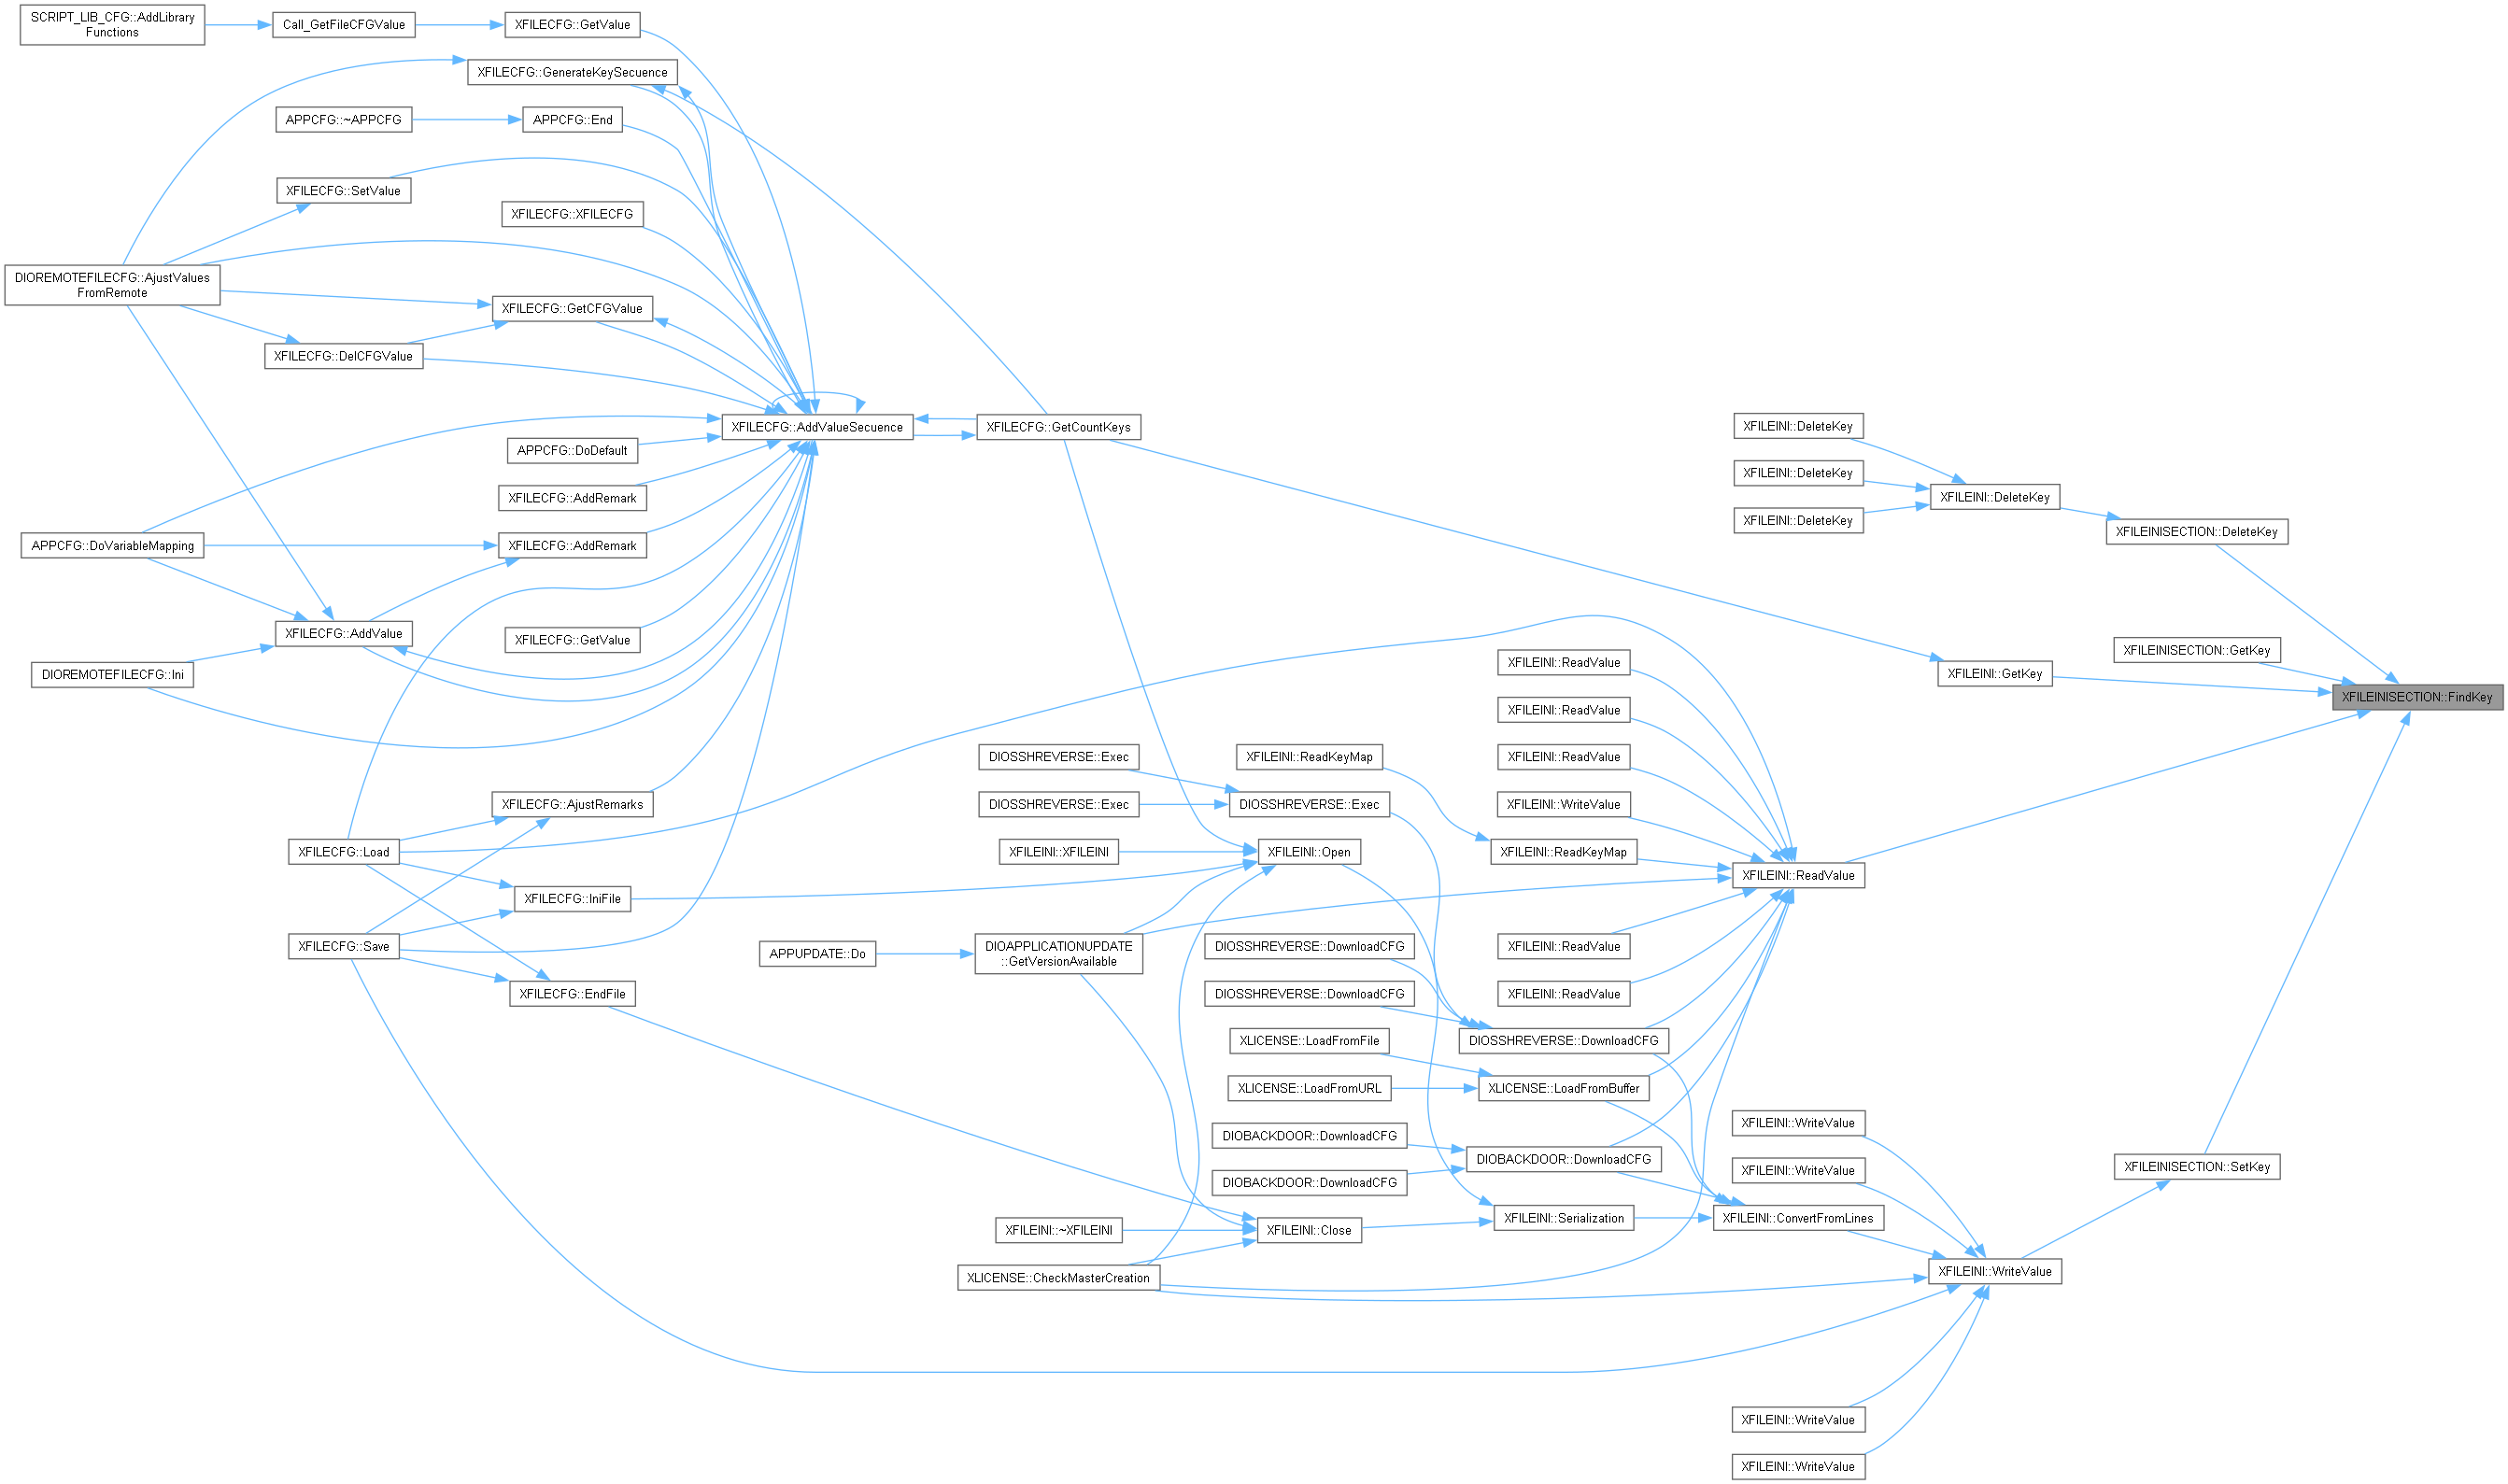 SCRIPT_LIB_CFG::AddLibrary
Functions
Call_GetFileCFGValue
XFILECFG::GetValue
XFILECFG::GenerateKeySecuence
APPCFG::~APPCFG
APPCFG::End
XFILECFG::SetValue
XFILECFG::XFILECFG
DIOREMOTEFILECFG::AjustValues
FromRemote
XFILECFG::GetCFGValue
XFILECFG::DelCFGValue
XFILECFG::AddValueSecuence
XFILECFG::GetCountKeys
APPCFG::DoDefault
XFILECFG::AddRemark
APPCFG::DoVariableMapping
XFILECFG::AddRemark
XFILECFG::AddValue
XFILECFG::GetValue
DIOREMOTEFILECFG::Ini
XFILECFG::AjustRemarks
XFILECFG::Load
XFILECFG::IniFile
XFILECFG::Save
XFILECFG::EndFile
APPUPDATE::Do
DIOSSHREVERSE::Exec
DIOSSHREVERSE::Exec
XFILEINI::XFILEINI
DIOAPPLICATIONUPDATE
::GetVersionAvailable
XFILEINI::~XFILEINI
XLICENSE::CheckMasterCreation
XFILEINI::ReadKeyMap
DIOSSHREVERSE::Exec
XFILEINI::Open
DIOSSHREVERSE::DownloadCFG
DIOSSHREVERSE::DownloadCFG
XLICENSE::LoadFromFile
XLICENSE::LoadFromURL
DIOBACKDOOR::DownloadCFG
DIOBACKDOOR::DownloadCFG
XFILEINI::Close
XFILEINI::ReadValue
XFILEINI::ReadValue
XFILEINI::ReadValue
XFILEINI::WriteValue
XFILEINI::ReadKeyMap
XFILEINI::ReadValue
XFILEINI::ReadValue
DIOSSHREVERSE::DownloadCFG
XLICENSE::LoadFromBuffer
DIOBACKDOOR::DownloadCFG
XFILEINI::Serialization
XFILEINI::DeleteKey
XFILEINI::DeleteKey
XFILEINI::DeleteKey
XFILEINI::ReadValue
XFILEINI::WriteValue
XFILEINI::WriteValue
XFILEINI::ConvertFromLines
XFILEINI::WriteValue
XFILEINI::WriteValue
XFILEINI::DeleteKey
XFILEINI::GetKey
XFILEINI::WriteValue
XFILEINISECTION::DeleteKey
XFILEINISECTION::GetKey
XFILEINISECTION::SetKey
XFILEINISECTION::FindKey